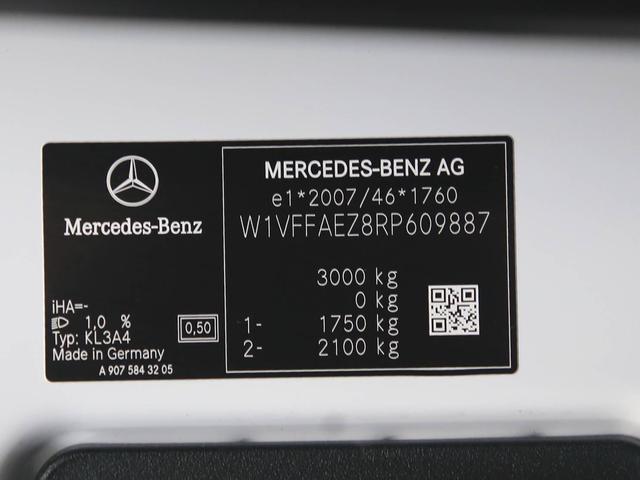 Mercedes-Benz
iHA=-
1,0 %
Typ: KL3A4
Made in Germany
A 907 584 32 05
0,50
MERCEDES-BENZ AG
e1*2007/46*1760
W1VFFAEZ8RP609887
3000 kg
0 kg
1- 1750 kg
2- 2100 kg